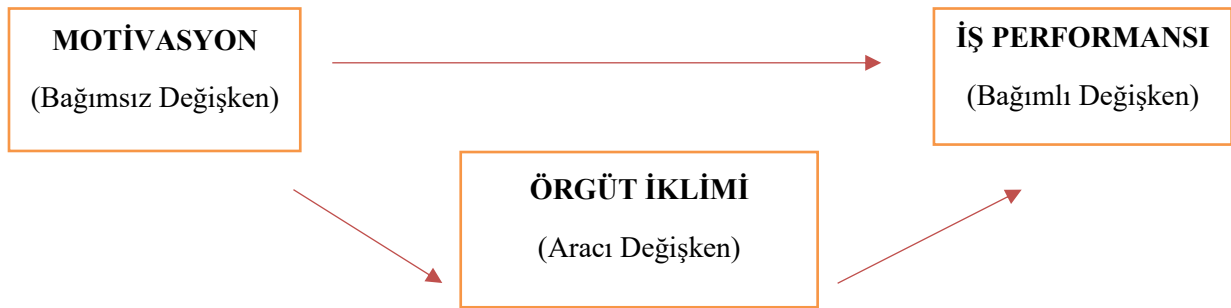 MOTİVASYON
(Bağımsız Değişken)
İŞ PERFORMANSI
(Bağımlı Değişken)
ÖRGÜT İKLİMİ
(Aracı Değişken)